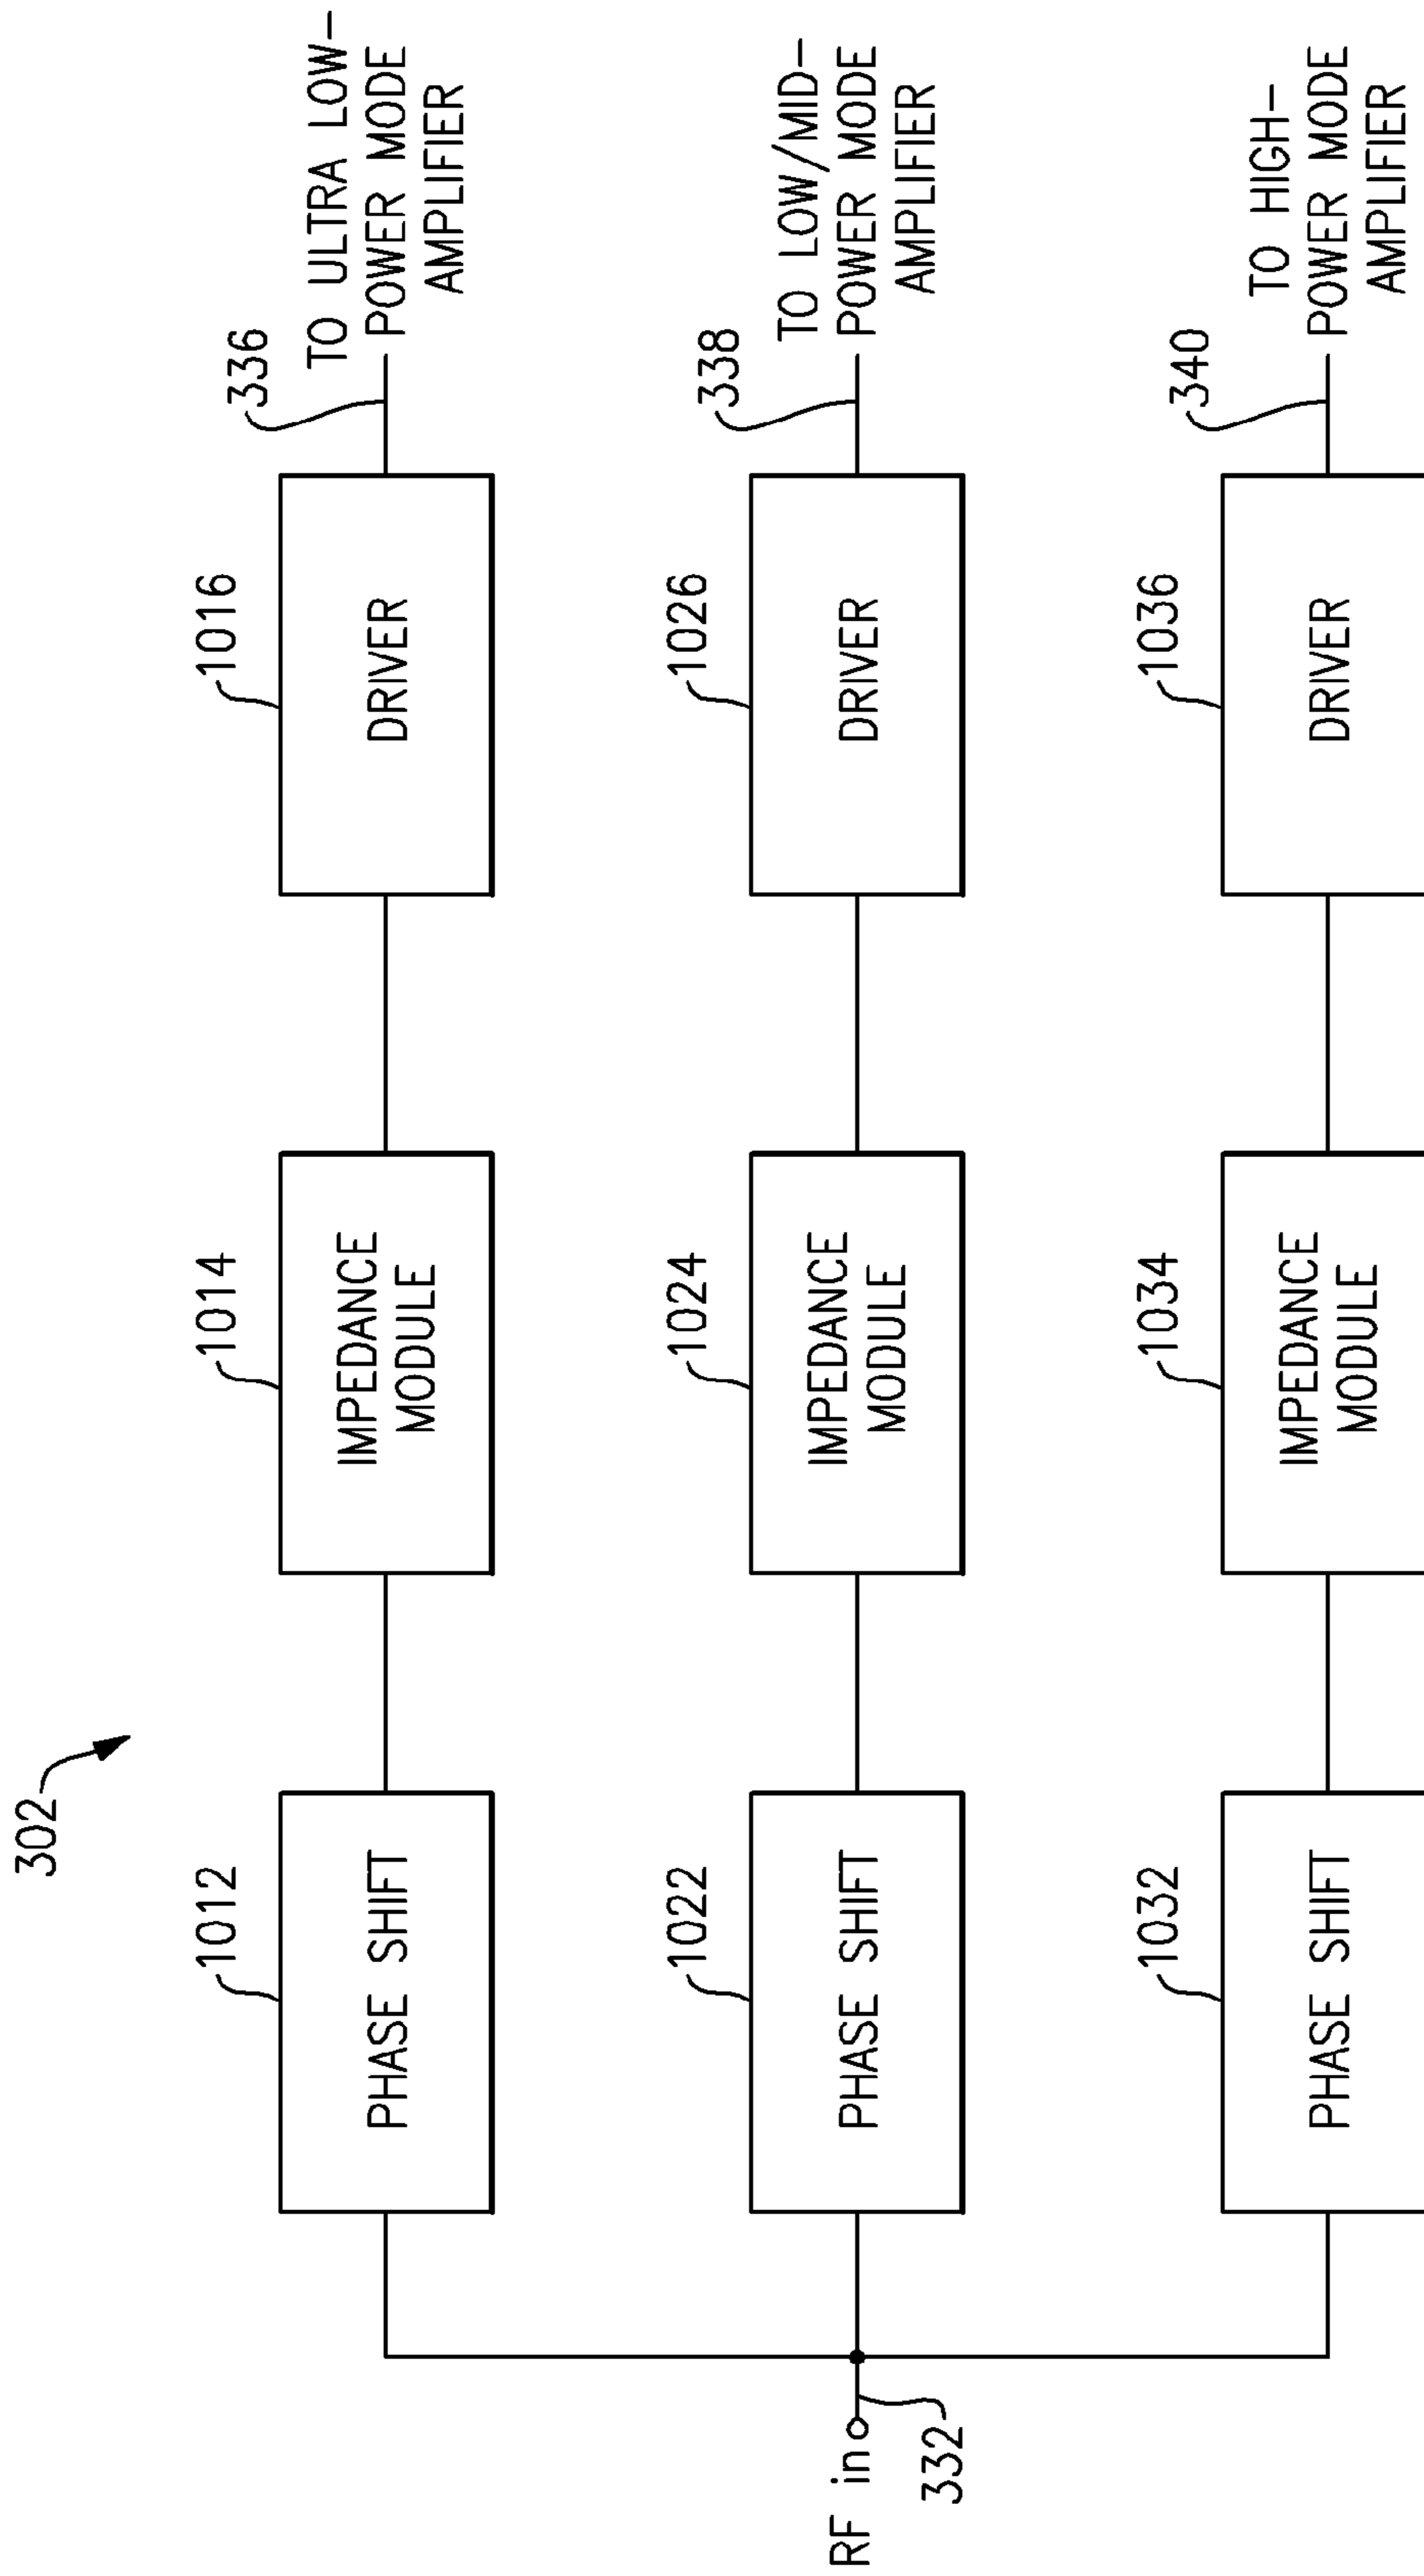 302
1012
PHASE SHIFT
1014
IMPEDANCE
MODULE
1016
DRIVER
336
TO ULTRA LOW-
POWER MODE
AMPLIFIER
1022
PHASE SHIFT
1024
IMPEDANCE
MODULE
1026
DRIVER
338
TO LOW/MID-
POWER MODE
AMPLIFIER
RF in
332
1032
PHASE SHIFT
1034
IMPEDANCE
MODULE
1036
DRIVER
340
TO HIGH-
POWER MODE
AMPLIFIER